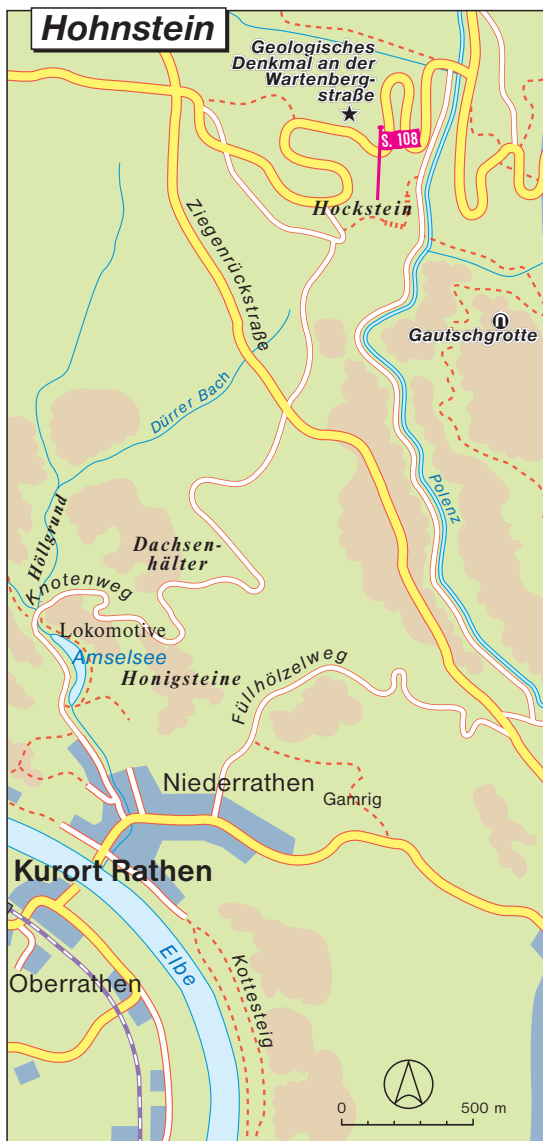 Hohnstein
Geologisches
Denkmal an der
Wartenberg-
straße
S. 108
Hockstein
Ziegenrückstraße
Gautschgrotte
Dürrer Bach
Polenz
Höllgrund
Dachsen-
hälter
Knotenweg
Lokomotive
Amselsee
Honigsteine
Füllhölzelweg
Niederrathen
Gamrig
Kurort Rathen
Elbe
Kottesteig
Oberrathen
0 500 m